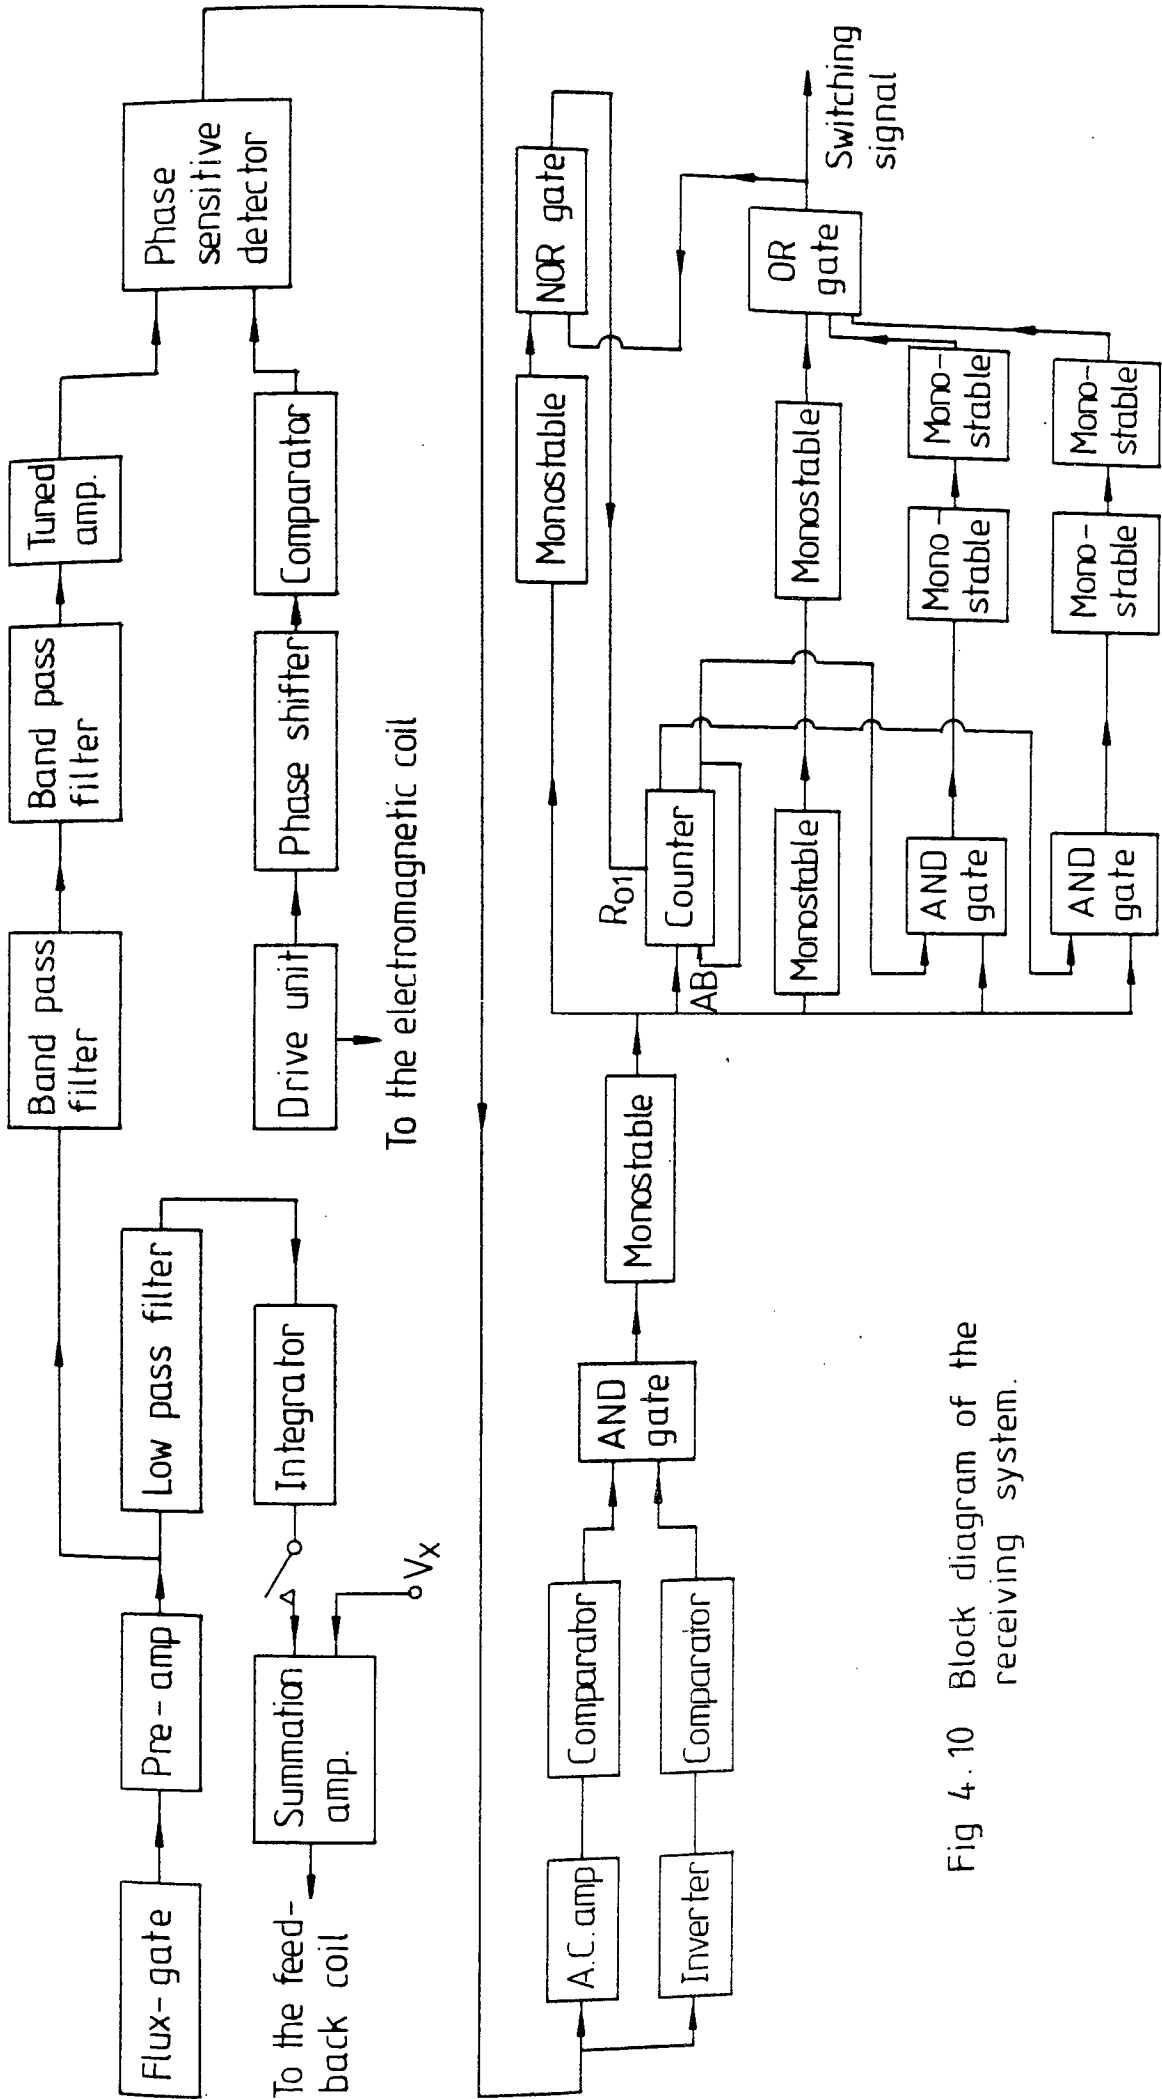 Flux-gate
Pre-amp
Low pass filter
Band pass
filter
Band pass
filter
Tuned
amp.
Phase
sensitive
detector
To the feed-
back coil
Summation
amp.
Vx
Integrator
Drive unit
To the electromagnetic coil
Phase shifter
Comparator
A.C. amp
Comparator
Inverter
Comparator
AND
gate
Monostable
Monostable
NOR gate
R01
AB
Counter
Monostable
Monostable
OR
gate
Switching
signal
AND
gate
Mono-
stable
Mono-
stable
AND
gate
Mono-
stable
Mono-
stable
Fig 4.10 Block diagram of the
receiving system.